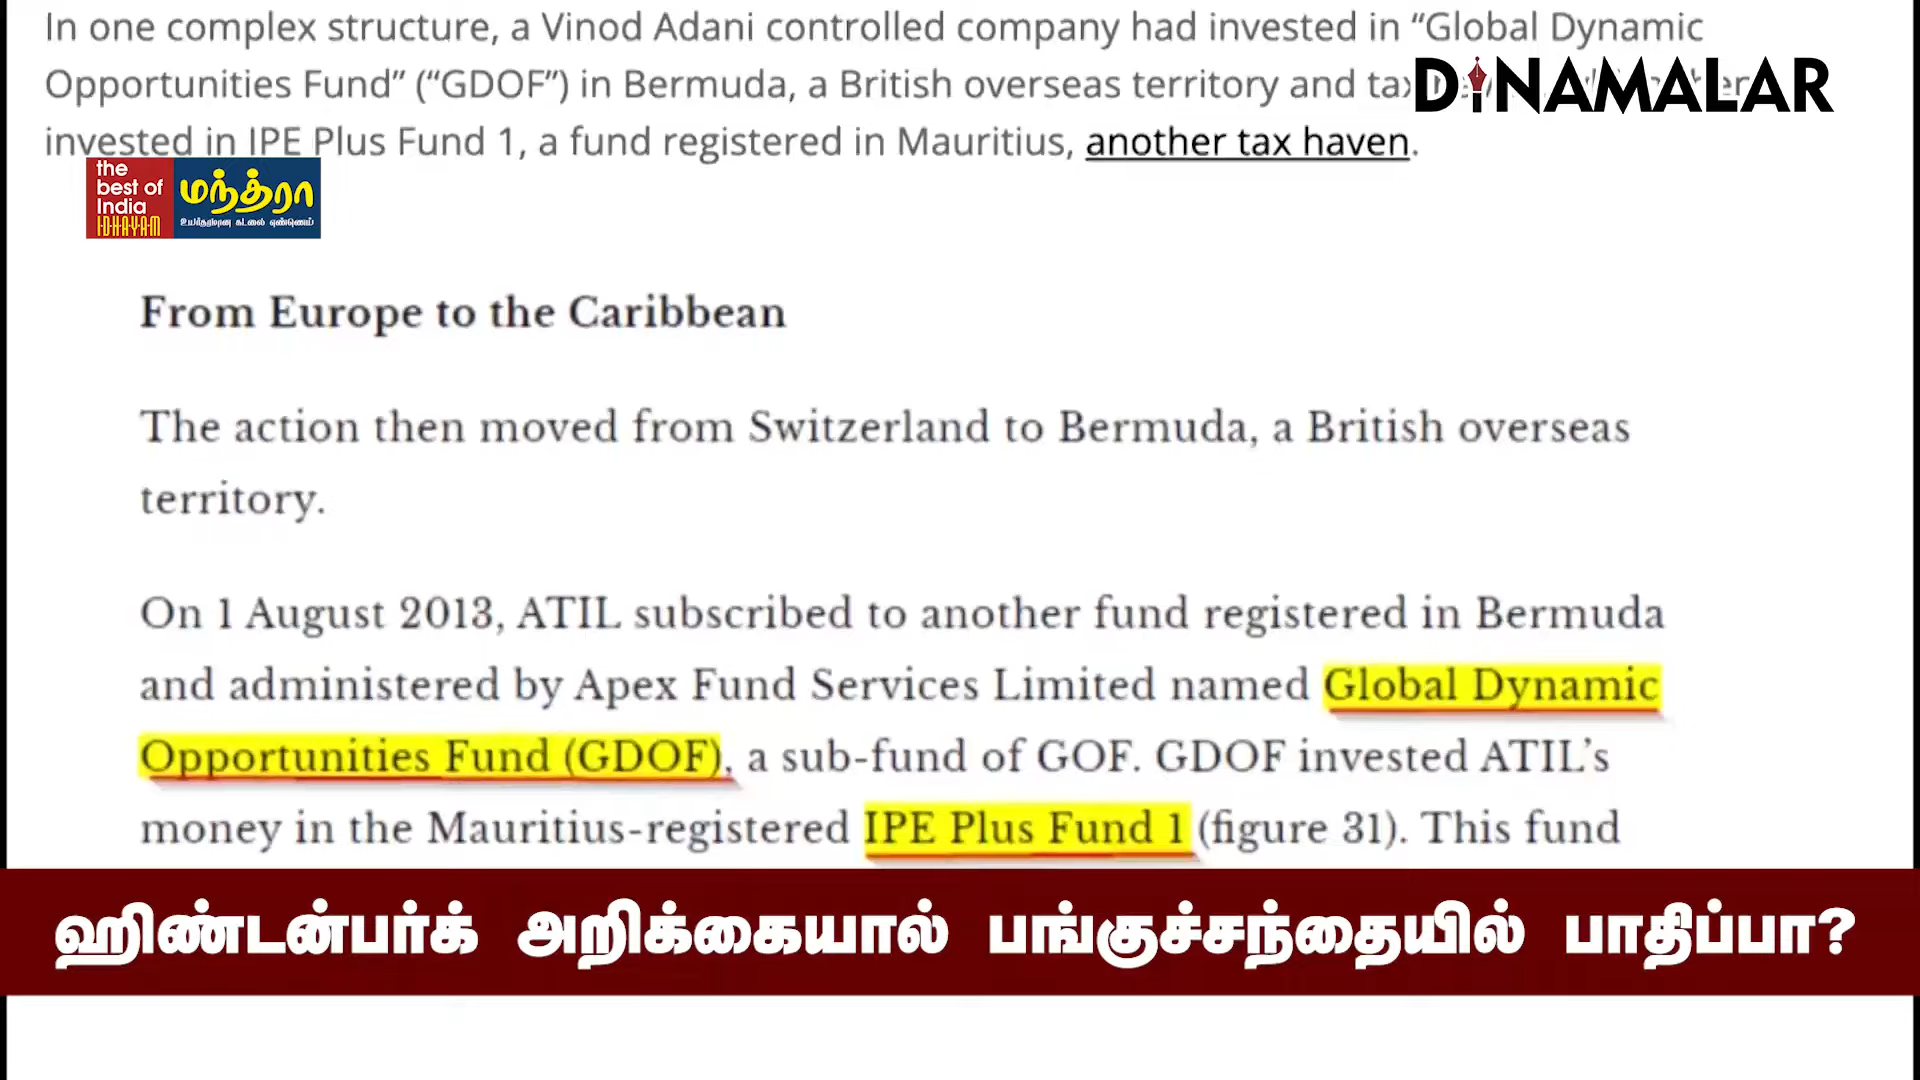 In one complex structure, a Vinod Adani controlled company had invested in “Global Dynamic
Opportunities Fund” (“GDOF”) in Bermuda, a British overseas territory and tax
DINAMALAR
invested in IPE Plus Fund 1, a fund registered in Mauritius, another tax haven.
the
best of
India
IDHAYAM
மந்த்ரா
உயர்தரமான கடலை எண்ணெய்
From Europe to the Caribbean
The action then moved from Switzerland to Bermuda, a British overseas
territory.
On 1 August 2013, ATIL subscribed to another fund registered in Bermuda
and administered by Apex Fund Services Limited named Global Dynamic
Opportunities Fund (GDOF), a sub-fund of GOF. GDOF invested ATIL’s
money in the Mauritius-registered IPE Plus Fund 1 (figure 31). This fund
ஹிண்டன்பர்க் அறிக்கையால் பங்குச்சந்தையில் பாதிப்பா?